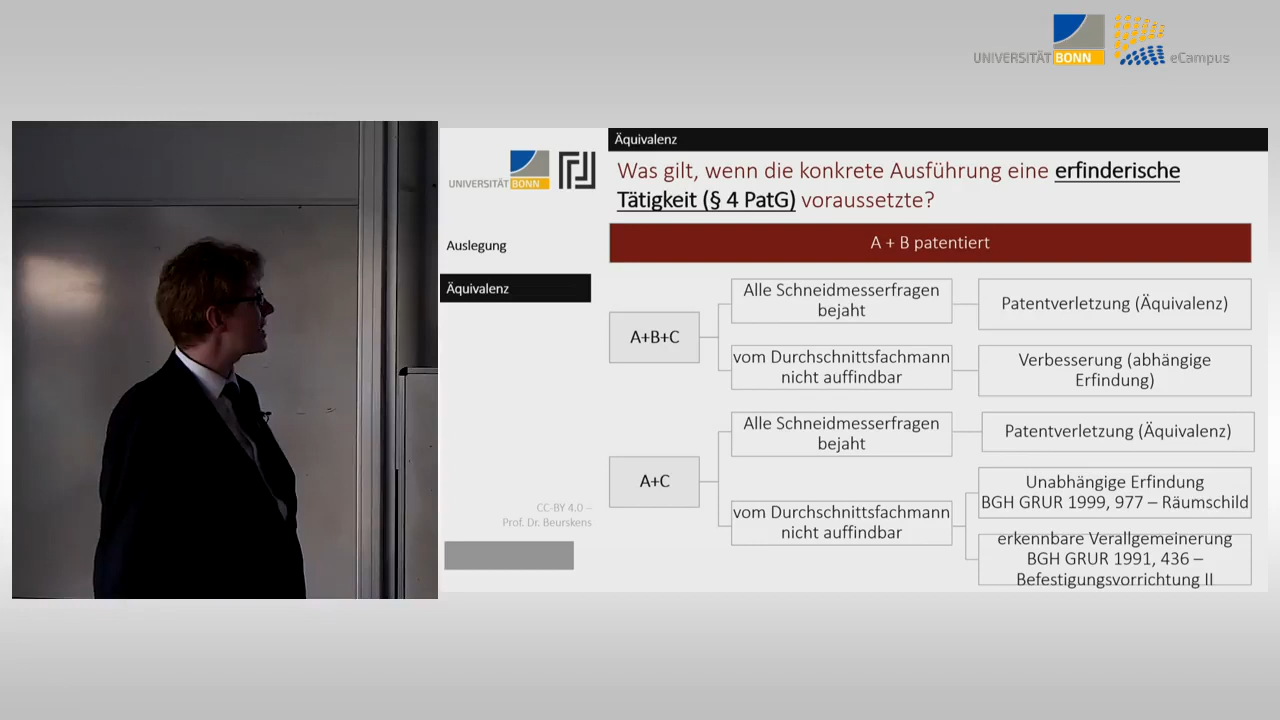 UNIVERSITÄT BONN
eCampus
UNIVERSITÄT BONN
Äquivalenz
Was gilt, wenn die konkrete Ausführung eine erfinderische
Tätigkeit (§ 4 PatG) voraussetzte?
Auslegung
Äquivalenz
A + B patentiert
A+B+C
Alle Schneidmesserfragen
bejaht
Patentverletzung (Äquivalenz)
vom Durchschnittsfachmann
nicht auffindbar
Verbesserung (abhängige
Erfindung)
A+C
Alle Schneidmesserfragen
bejaht
Patentverletzung (Äquivalenz)
vom Durchschnittsfachmann
nicht auffindbar
Unabhängige Erfindung
BGH GRUR 1999, 977 – Räumschild
erkennbare Verallgemeinerung
BGH GRUR 1991, 436 –
Befestigungsvorrichtung II
CC-BY 4.0 –
Prof. Dr. Beurskens